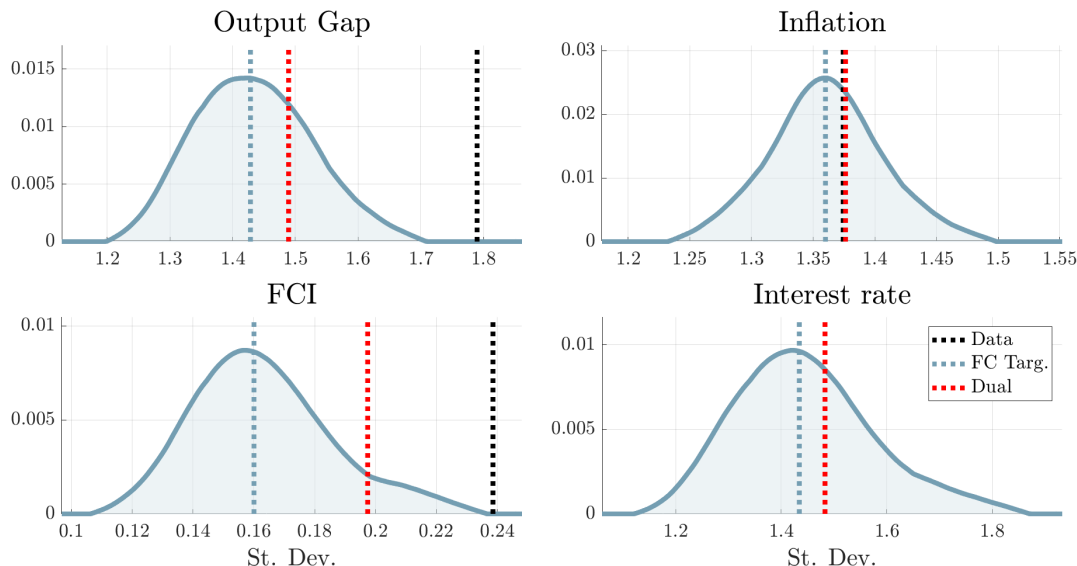 Output Gap
0.015
0.01
0.005
0
1.2 1.3 1.4 1.5 1.6 1.7 1.8
Inflation
0.03
0.02
0.01
0
1.2 1.25 1.3 1.35 1.4 1.45 1.5 1.55
FCI
0.01
0.005
0
0.1 0.12 0.14 0.16 0.18 0.2 0.22 0.24
St. Dev.
Interest rate
0.01
0.005
0
1.2 1.4 1.6 1.8
St. Dev.
Data
FC Targ.
Dual